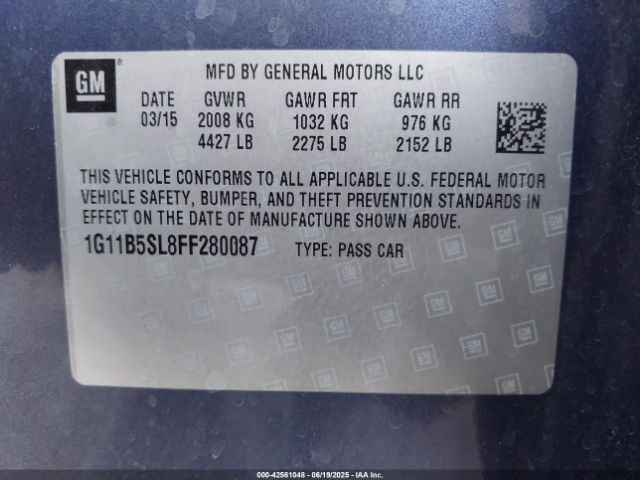 GM
MFD BY GENERAL MOTORS LLC
DATE GVWR GAWR FRT GAWR RR
03/15 2008 KG 1032 KG 976 KG
4427 LB 2275 LB 2152 LB
THIS VEHICLE CONFORMS TO ALL APPLICABLE U.S. FEDERAL MOTOR
VEHICLE SAFETY, BUMPER, AND THEFT PREVENTION STANDARDS IN
EFFECT ON THE DATE OF MANUFACTURE SHOWN ABOVE.
1G11B5SL8FF280087 TYPE: PASS CAR
000-42561048 - 06/19/2025 - IAA Inc.